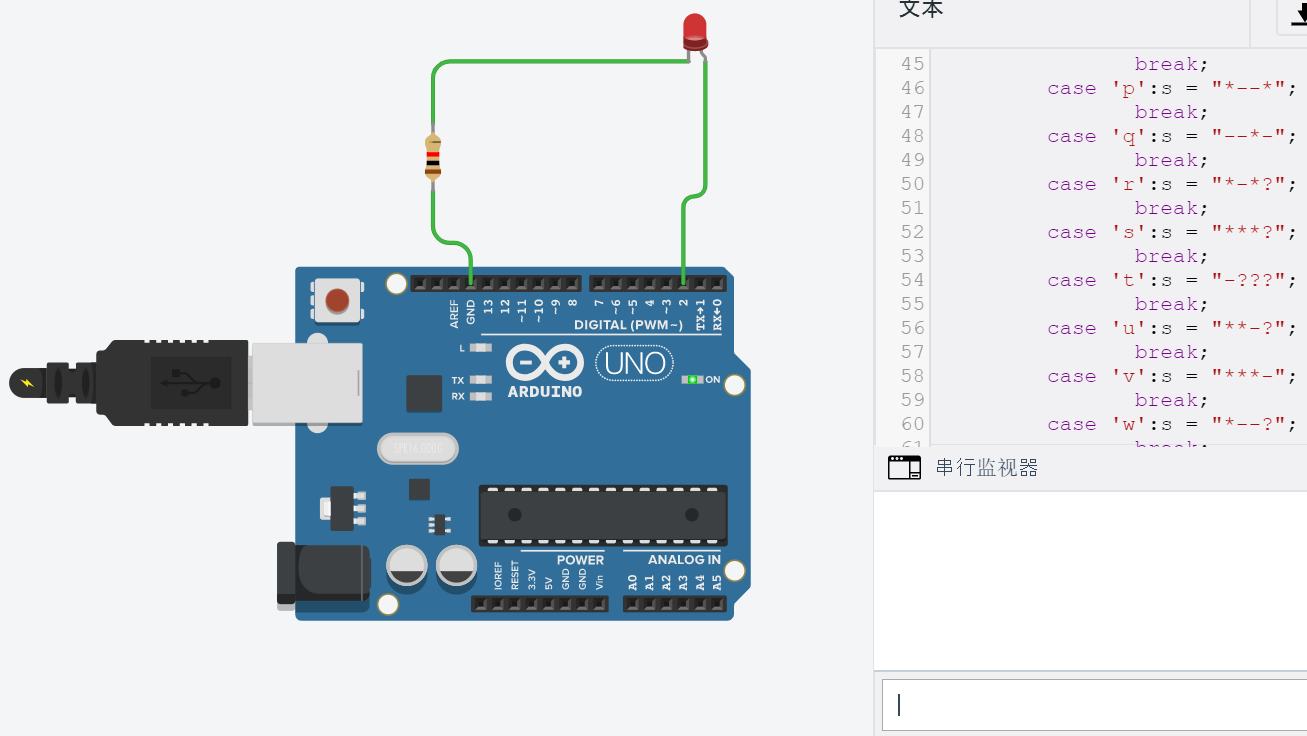 文本
45 break;
46 case 'p':s = "*--*";
47 break;
48 case 'q':s = "--*-";
49 break;
50 case 'r':s = "*-*?";
51 break;
52 case 's':s = "***?";
53 break;
54 case 't':s = "-???";
55 break;
56 case 'u':s = "**-?";
57 break;
58 case 'v':s = "***-";
59 break;
60 case 'w':s = "*--?";
61 break;
串行监视器
AREF
GND
13
12
~11
~10
~9
8
7
~6
~5
4
~3
2
TX→1
RX←0
DIGITAL (PWM~)
L
TX
RX
ARDUINO
UNO
ON
POWER
ANALOG IN
IOREF
RESET
3.3V
5V
GND
GND
Vin
A0
A1
A2
A3
A4
A5